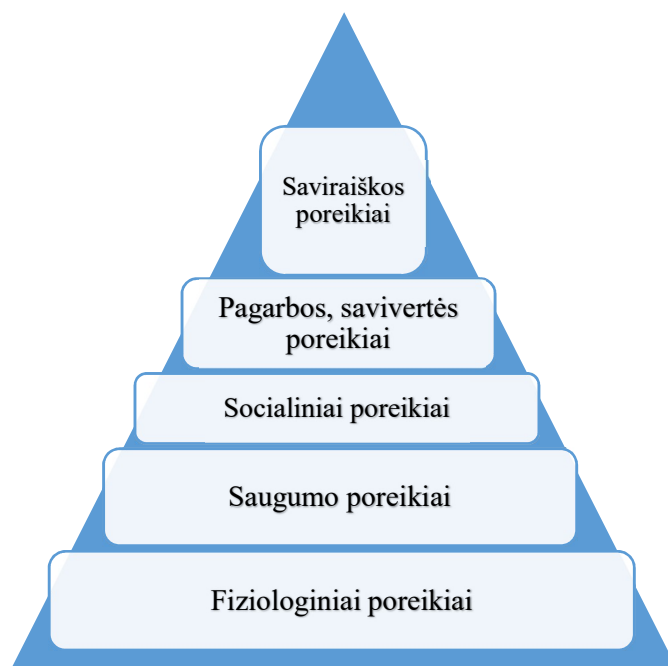 Saviraiškos
poreikiai
Pagarbos, savivertės
poreikiai
Socialiniai poreikiai
Saugumo poreikiai
Fiziologiniai poreikiai